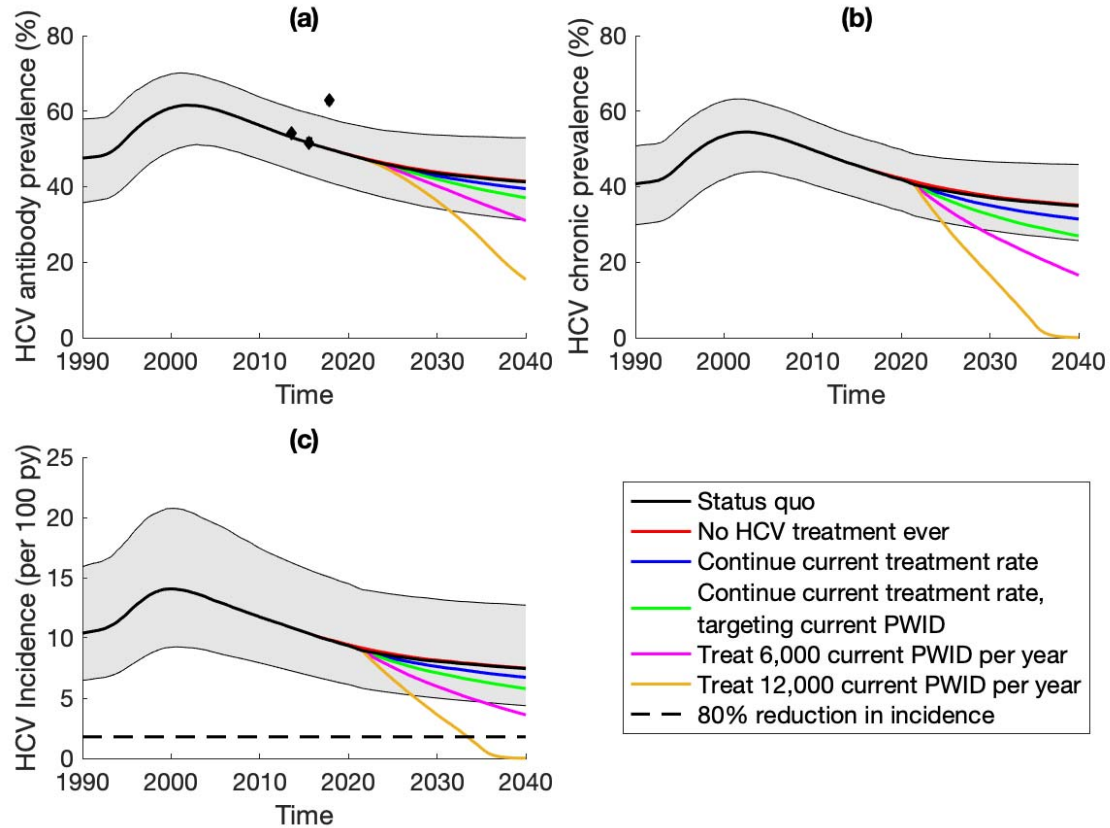 (a)
HCV antibody prevalence (%)
80
60
40
20
0
1990 2000 2010 2020 2030 2040
Time
(b)
HCV chronic prevalence (%)
80
60
40
20
0
1990 2000 2010 2020 2030 2040
Time
(c)
HCV Incidence (per 100 py)
25
20
15
10
5
0
1990 2000 2010 2020 2030 2040
Time
Status quo
No HCV treatment ever
Continue current treatment rate
Continue current treatment rate,
targeting current PWID
Treat 6,000 current PWID per year
Treat 12,000 current PWID per year
80% reduction in incidence